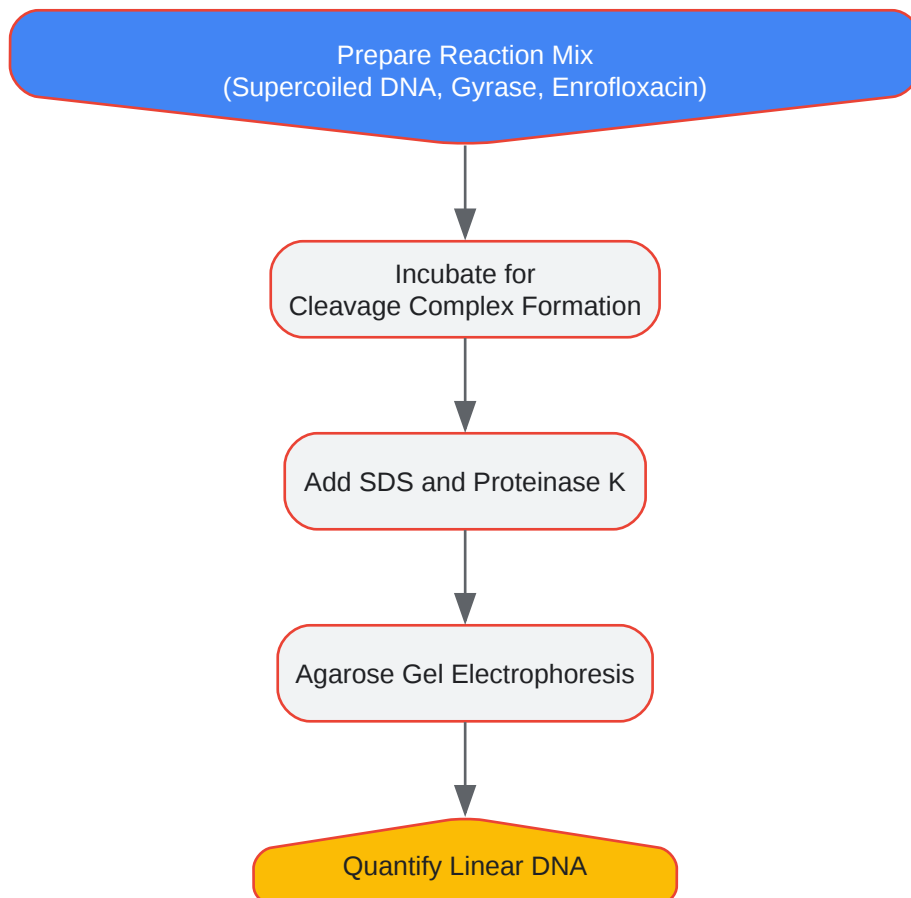 Prepare Reaction Mix
(Supercoiled DNA, Gyrase, Enrofloxacin)
Incubate for
Cleavage Complex Formation
Add SDS and Proteinase K
Agarose Gel Electrophoresis
Quantify Linear DNA